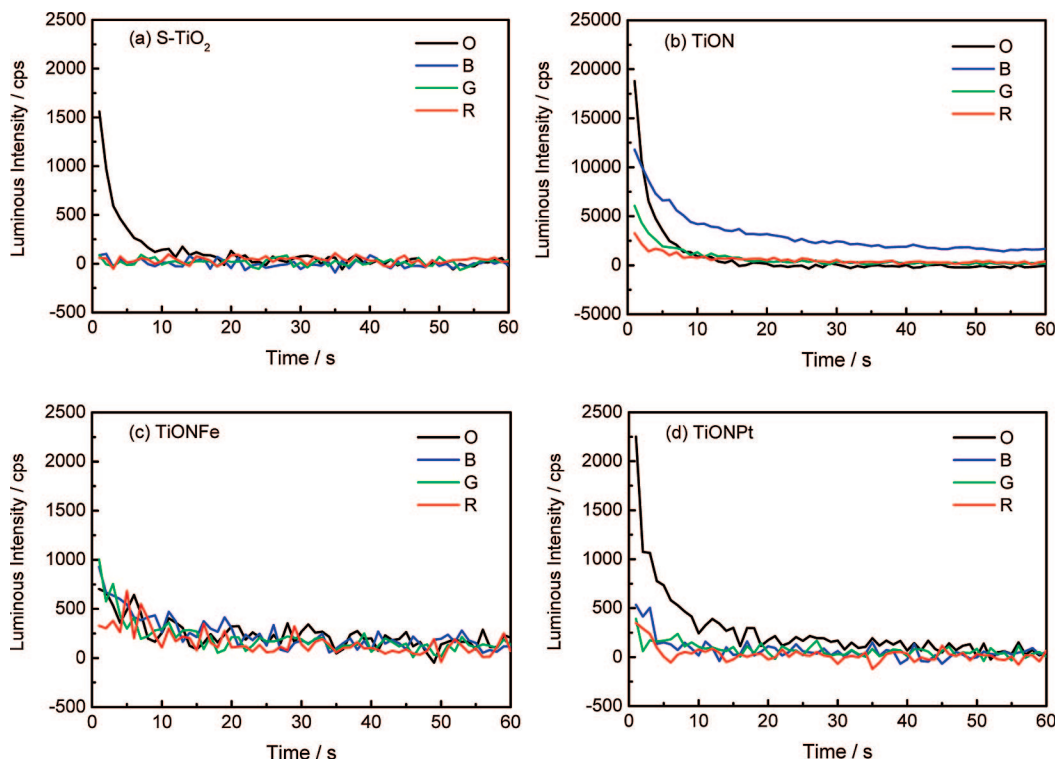 (a) S-TiO₂
O
B
G
R
2500
2000
1500
1000
500
0
-500
Luminous Intensity / cps
0 10 20 30 40 50 60
Time / s
(b) TiON
O
B
G
R
25000
20000
15000
10000
5000
0
-5000
Luminous Intensity / cps
0 10 20 30 40 50 60
Time / s
(c) TiONFe
O
B
G
R
2500
2000
1500
1000
500
0
-500
Luminous Intensity / cps
0 10 20 30 40 50 60
Time / s
(d) TiONPt
O
B
G
R
2500
2000
1500
1000
500
0
-500
Luminous Intensity / cps
0 10 20 30 40 50 60
Time / s